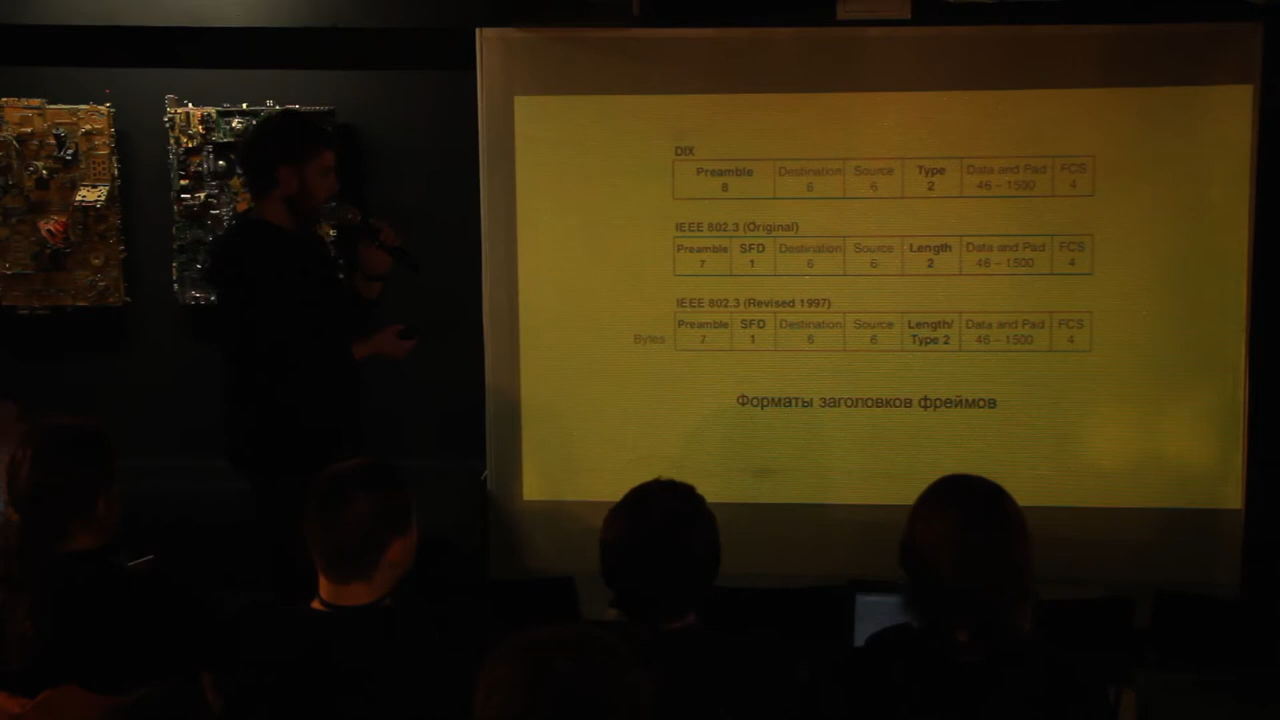 DIX
Preamble Destination Source Type Data and Pad FCS
8 6 6 2 46 – 1500 4
IEEE 802.3 (Original)
Preamble SFD Destination Source Length Data and Pad FCS
7 1 6 6 2 46 – 1500 4
IEEE 802.3 (Revised 1997)
Preamble SFD Destination Source Length/ Data and Pad FCS
Bytes 7 1 6 6 Type 2 46 – 1500 4
Форматы заголовков фреймов